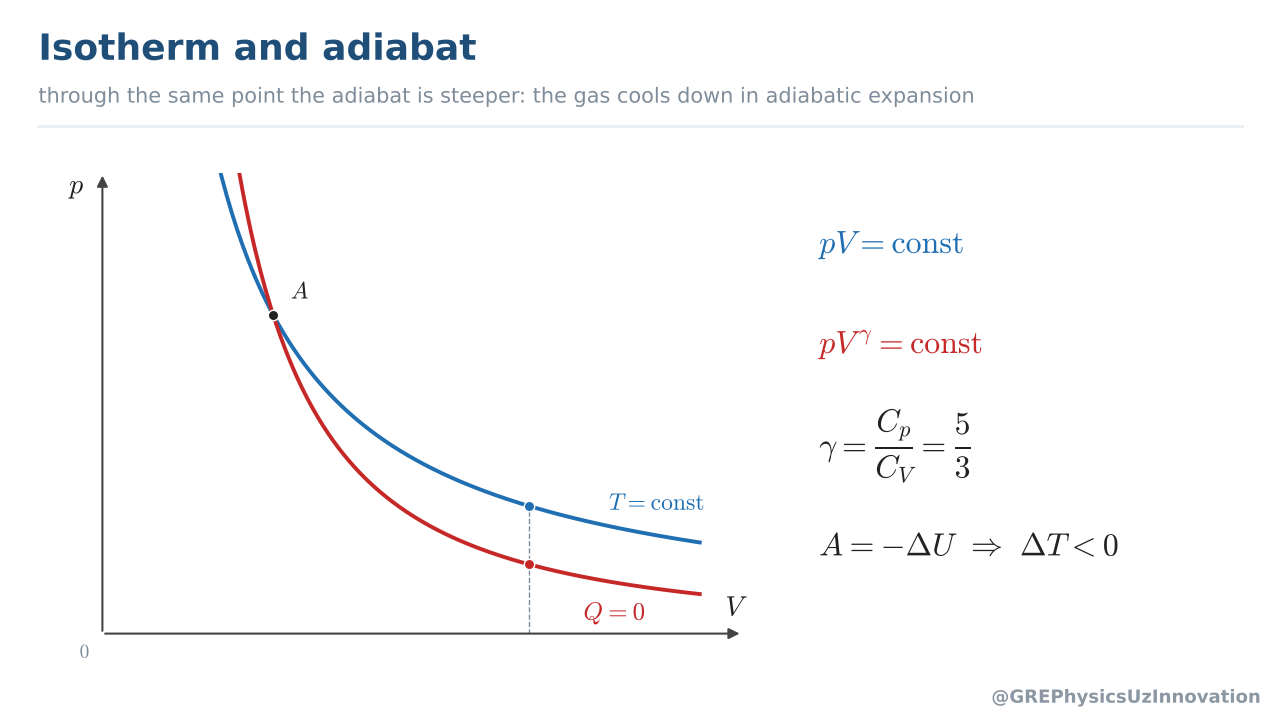 Isotherm and adiabat
through the same point the adiabat is steeper: the gas cools down in adiabatic expansion
p
A
pV = const
pV^γ = const
γ = C_p/C_V = 5/3
T = const
A = −ΔU ⇒ ΔT < 0
Q = 0
V
0
@GREPhysicsUzInnovation